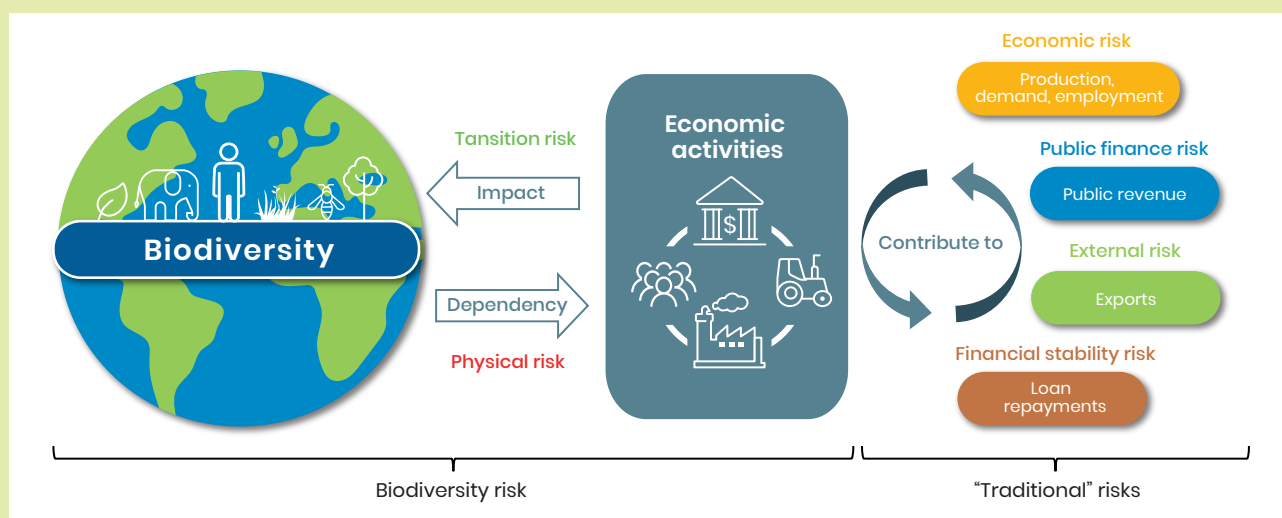 Biodiversity
Tansition risk
Impact
Dependency
Physical risk
Economic
activities
$
Contribute to
Economic risk
Production,
demand, employment
Public finance risk
Public revenue
External risk
Exports
Financial stability risk
Loan
repayments
Biodiversity risk
“Traditional” risks